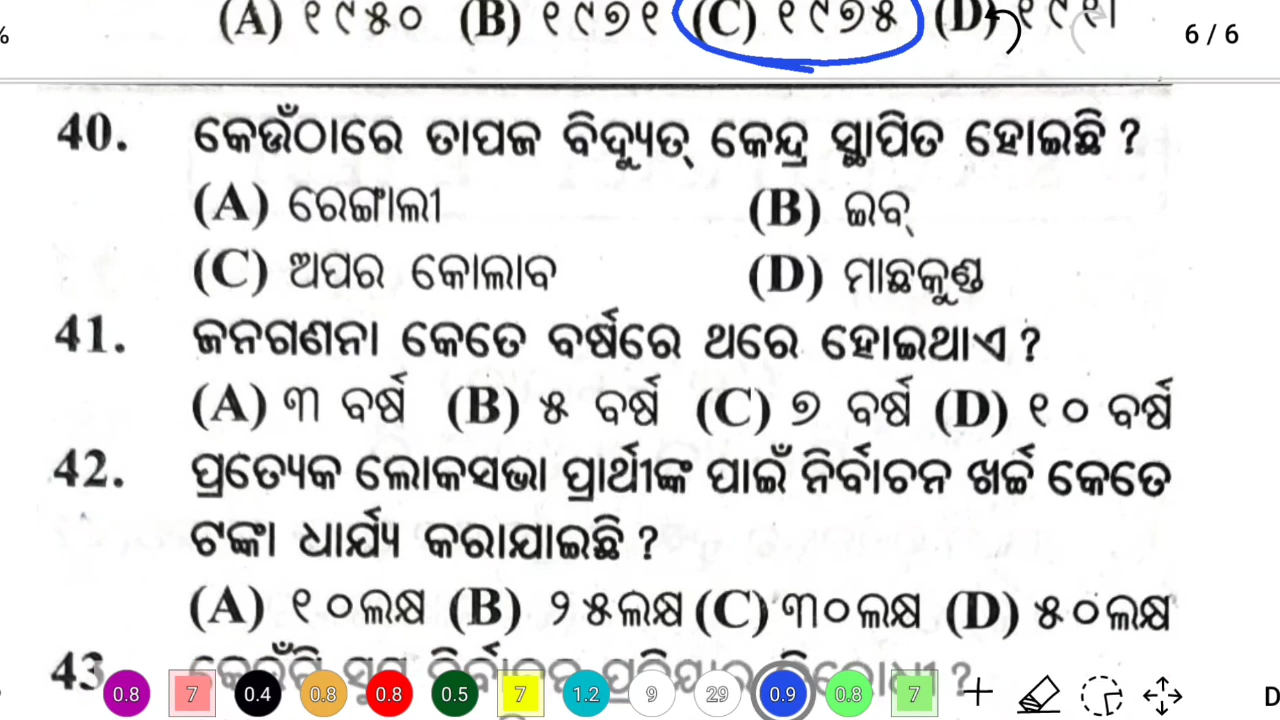 (A) ୧୯୫୦ (B) ୧୯୭୧ (C) ୧୯୭୫ (D)
6 / 6
%
40. କେଉଁଠାରେ ତାପଜ ବିଦ୍ୟୁତ୍ କେନ୍ଦ୍ର ସ୍ଥାପିତ ହୋଇଛି ?
(A) ରେଙ୍ଗାଲୀ (B) ଇବ୍
(C) ଅପର କୋଲାବ (D) ମାଛକୁଣ୍ଡ
41. ଜନଗଣନା କେତେ ବର୍ଷରେ ଥରେ ହୋଇଥାଏ ?
(A) ୩ ବର୍ଷ (B) ୫ ବର୍ଷ (C) ୭ ବର୍ଷ (D) ୧୦ ବର୍ଷ
42. ପ୍ରତ୍ୟେକ ଲୋକସଭା ପ୍ରାର୍ଥୀଙ୍କ ପାଇଁ ନିର୍ବାଚନ ଖର୍ଚ୍ଚ କେତେ
ଟଙ୍କା ଧାର୍ଯ୍ୟ କରାଯାଇଛି ?
(A) ୧୦ଲକ୍ଷ (B) ୨୫ଲକ୍ଷ (C) ୩୦ଲକ୍ଷ (D) ୫୦ଲକ୍ଷ
43 ?
0.8 7 0.4 0.8 0.8 0.5 7 1.2 9 29 0.9 0.8 7 D